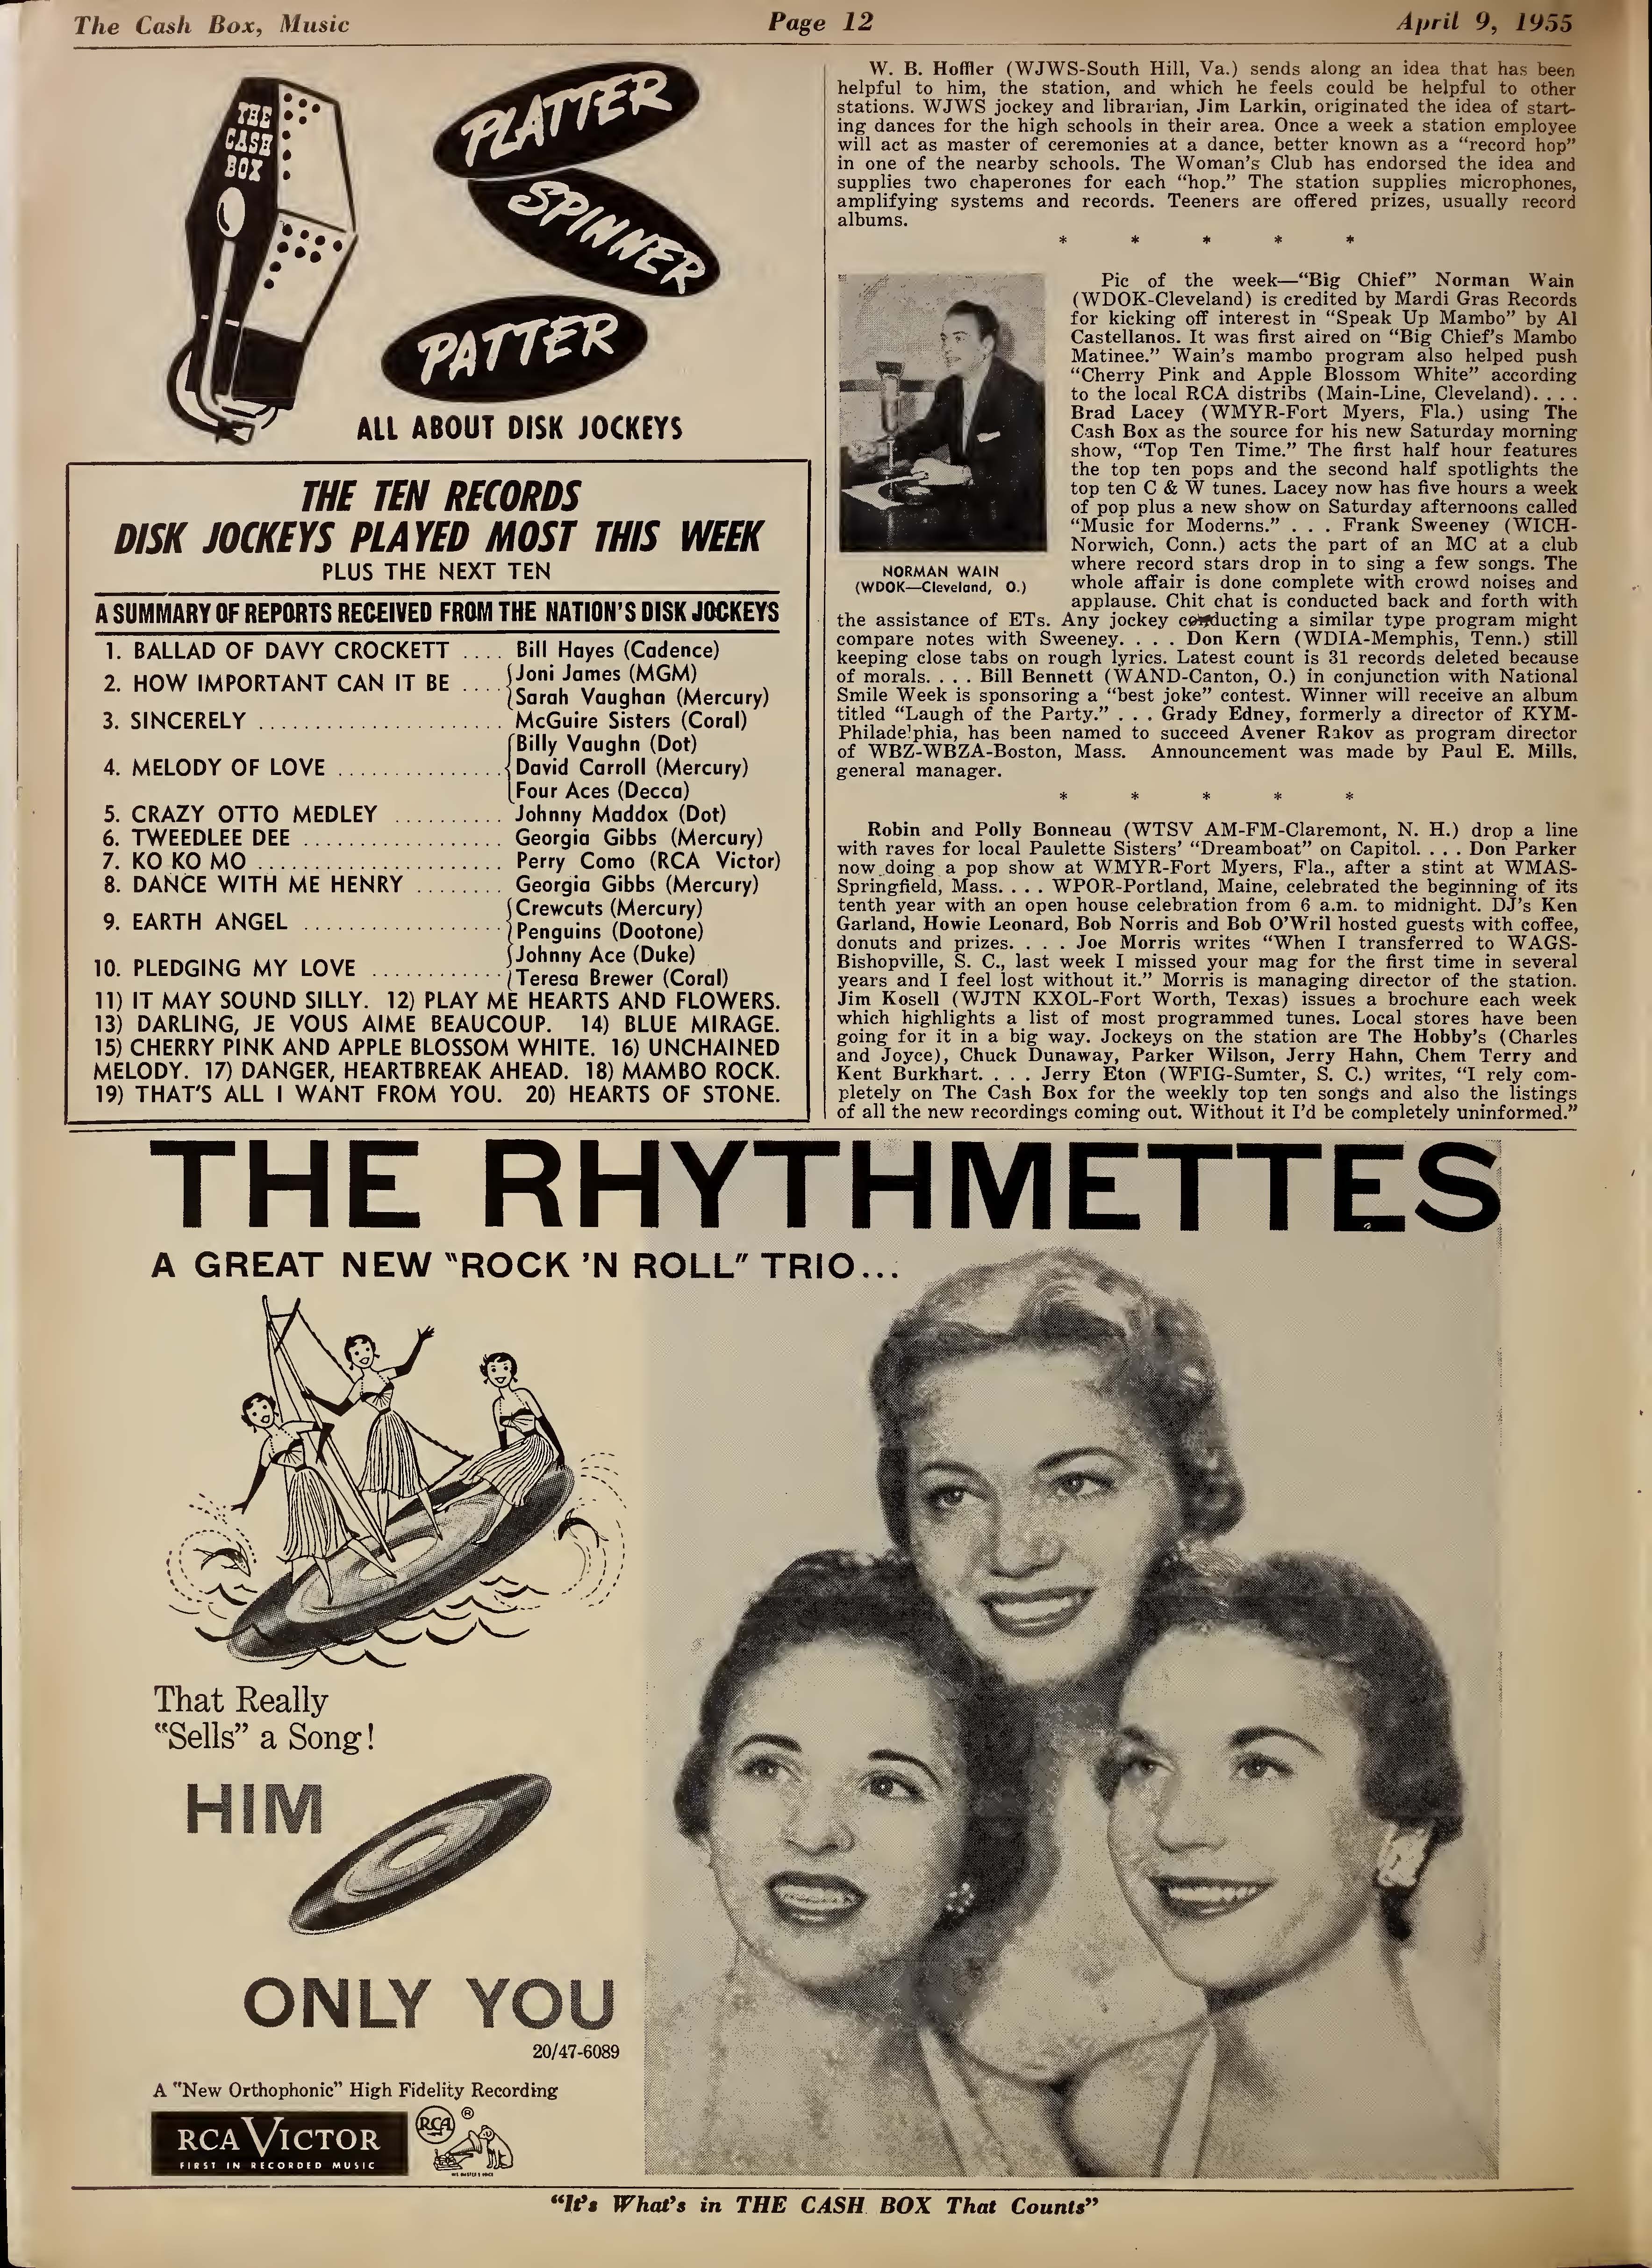 The Cash Box, Music
Page 12
April 9, 1955
THE
CASH
BOX
PLATTER
SPINNER
PATTER
ALL ABOUT DISK JOCKEYS
THE TEN RECORDS
DISK JOCKEYS PLAYED MOST THIS WEEK
PLUS THE NEXT TEN
A SUMMARY OF REPORTS RECEIVED FROM THE NATION'S DISK JOCKEYS
1. BALLAD OF DAVY CROCKETT .... Bill Hayes (Cadence)
2. HOW IMPORTANT CAN IT BE .... Joni James (MGM)
Sarah Vaughan (Mercury)
3. SINCERELY ........................ McGuire Sisters (Coral)
4. MELODY OF LOVE ................ Billy Vaughn (Dot)
David Carroll (Mercury)
Four Aces (Decca)
5. CRAZY OTTO MEDLEY .......... Johnny Maddox (Dot)
6. TWEEDLEE DEE ................... Georgia Gibbs (Mercury)
7. KO KO MO ........................ Perry Como (RCA Victor)
8. DANCE WITH ME HENRY ........ Georgia Gibbs (Mercury)
9. EARTH ANGEL ................... Crewcuts (Mercury)
Penguins (Dootone)
10. PLEDGING MY LOVE ............. Johnny Ace (Duke)
Teresa Brewer (Coral)
11) IT MAY SOUND SILLY. 12) PLAY ME HEARTS AND FLOWERS.
13) DARLING, JE VOUS AIME BEAUCOUP. 14) BLUE MIRAGE.
15) CHERRY PINK AND APPLE BLOSSOM WHITE. 16) UNCHAINED
MELODY. 17) DANGER, HEARTBREAK AHEAD. 18) MAMBO ROCK.
19) THAT'S ALL I WANT FROM YOU. 20) HEARTS OF STONE.
W. B. Hoffler (WJWS-South Hill, Va.) sends along an idea that has been
helpful to him, the station, and which he feels could be helpful to other
stations. WJWS jockey and librarian, Jim Larkin, originated the idea of start-
ing dances for the high schools in their area. Once a week a station employee
will act as master of ceremonies at a dance, better known as a "record hop"
in one of the nearby schools. The Woman's Club has endorsed the idea and
supplies two chaperones for each "hop." The station supplies microphones,
amplifying systems and records. Teeners are offered prizes, usually record
albums.
* * * * *
NORMAN WAIN
(WDOK—Cleveland, O.)
Pic of the week—"Big Chief" Norman Wain
(WDOK-Cleveland) is credited by Mardi Gras Records
for kicking off interest in "Speak Up Mambo" by Al
Castellanos. It was first aired on "Big Chief's Mambo
Matinee." Wain's mambo program also helped push
"Cherry Pink and Apple Blossom White" according
to the local RCA distribs (Main-Line, Cleveland). . . .
Brad Lacey (WMYR-Fort Myers, Fla.) using The
Cash Box as the source for his new Saturday morning
show, "Top Ten Time." The first half hour features
the top ten pops and the second half spotlights the
top ten C & W tunes. Lacey now has five hours a week
of pop plus a new show on Saturday afternoons called
"Music for Moderns." . . . Frank Sweeney (WICH-
Norwich, Conn.) acts the part of an MC at a club
where record stars drop in to sing a few songs. The
whole affair is done complete with crowd noises and
applause. Chit chat is conducted back and forth with
the assistance of ETs. Any jockey conducting a similar type program might
compare notes with Sweeney. . . . Don Kern (WDIA-Memphis, Tenn.) still
keeping close tabs on rough lyrics. Latest count is 31 records deleted because
of morals. . . . Bill Bennett (WAND-Canton, O.) in conjunction with National
Smile Week is sponsoring a "best joke" contest. Winner will receive an album
titled "Laugh of the Party." . . . Grady Edney, formerly a director of KYM-
Philadelphia, has been named to succeed Avener Rakov as program director
of WBZ-WBZA-Boston, Mass. Announcement was made by Paul E. Mills,
general manager.
* * * * *
Robin and Polly Bonneau (WTSV AM-FM-Claremont, N. H.) drop a line
with raves for local Paulette Sisters' "Dreamboat" on Capitol. . . . Don Parker
now doing a pop show at WMYR-Fort Myers, Fla., after a stint at WMAS-
Springfield, Mass. . . . WPOR-Portland, Maine, celebrated the beginning of its
tenth year with an open house celebration from 6 a.m. to midnight. DJ's Ken
Garland, Howie Leonard, Bob Norris and Bob O'Wril hosted guests with coffee,
donuts and prizes. . . . Joe Morris writes "When I transferred to WAGS-
Bishopville, S. C., last week I missed your mag for the first time in several
years and I feel lost without it." Morris is managing director of the station.
Jim Kosell (WJTN KXOL-Fort Worth, Texas) issues a brochure each week
which highlights a list of most programmed tunes. Local stores have been
going for it in a big way. Jockeys on the station are The Hobby's (Charles
and Joyce), Chuck Dunaway, Parker Wilson, Jerry Hahn, Chem Terry and
Kent Burkhart. . . . Jerry Eton (WFIG-Sumter, S. C.) writes, "I rely com-
pletely on The Cash Box for the weekly top ten songs and also the listings
of all the new recordings coming out. Without it I'd be completely uninformed."
THE RHYTHMETTES
A GREAT NEW "ROCK 'N ROLL" TRIO...
That Really
"Sells" a Song!
HIM
ONLY YOU
20/47-6089
A "New Orthophonic" High Fidelity Recording
RCA VICTOR
FIRST IN RECORDED MUSIC
RCA ®
HIS MASTER'S VOICE
"It's What's in THE CASH BOX That Counts"